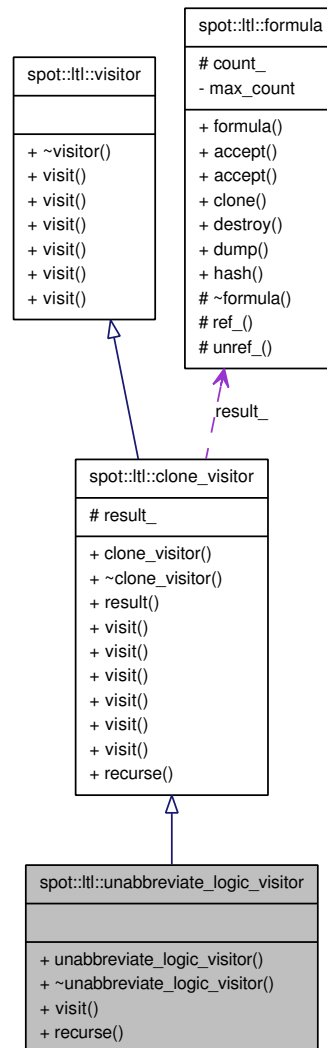 spot::ltl::formula
# count_
- max_count
+ formula()
+ accept()
+ accept()
+ clone()
+ destroy()
+ dump()
+ hash()
# ~formula()
# ref_()
# unref_()
spot::ltl::visitor
+ ~visitor()
+ visit()
+ visit()
+ visit()
+ visit()
+ visit()
+ visit()
result_
spot::ltl::clone_visitor
# result_
+ clone_visitor()
+ ~clone_visitor()
+ result()
+ visit()
+ visit()
+ visit()
+ visit()
+ visit()
+ visit()
+ recurse()
spot::ltl::unabbreviate_logic_visitor
+ unabbreviate_logic_visitor()
+ ~unabbreviate_logic_visitor()
+ visit()
+ recurse()